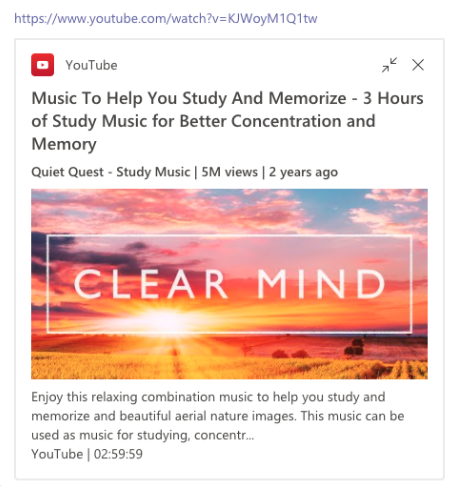 https://www.youtube.com/watch?v=KJWoyM1Q1tw
YouTube
Music To Help You Study And Memorize - 3 Hours
of Study Music for Better Concentration and
Memory
Quiet Quest - Study Music | 5M views | 2 years ago
CLEAR MIND
Enjoy this relaxing combination music to help you study and
memorize and beautiful aerial nature images. This music can be
used as music for studying, concentr...
YouTube | 02:59:59